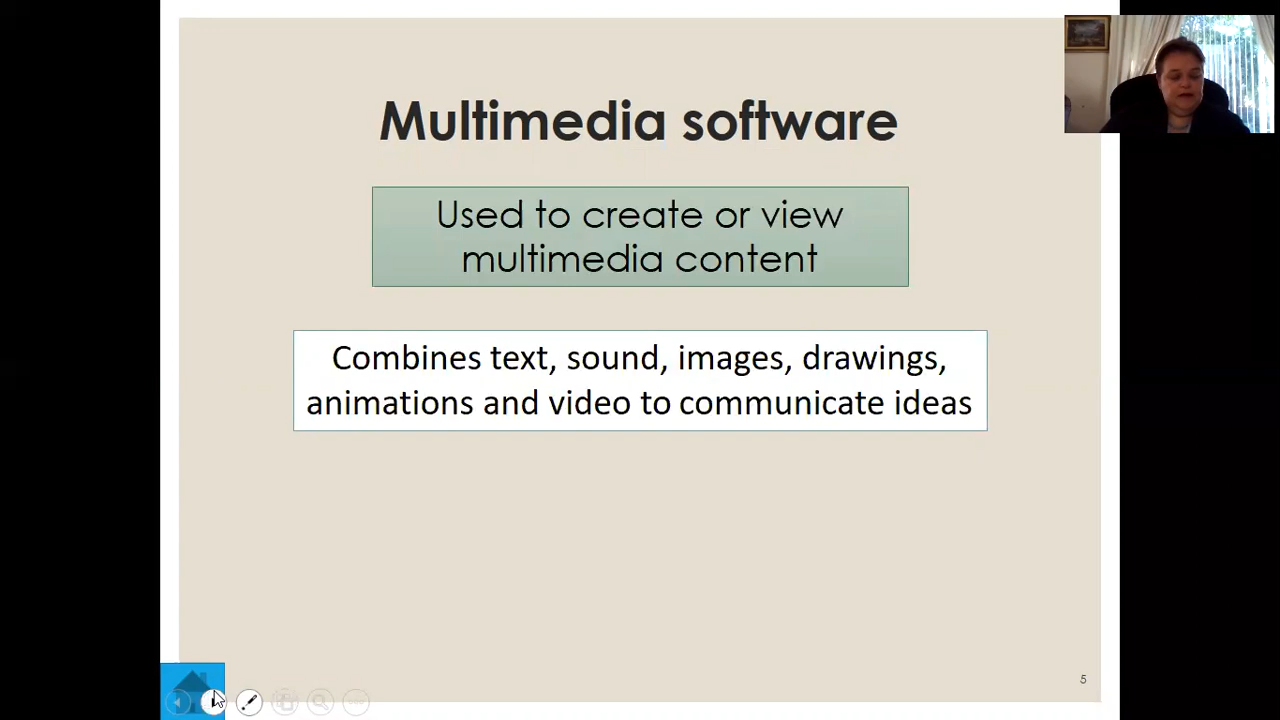 Multimedia software
Used to create or view
multimedia content
Combines text, sound, images, drawings,
animations and video to communicate ideas
5